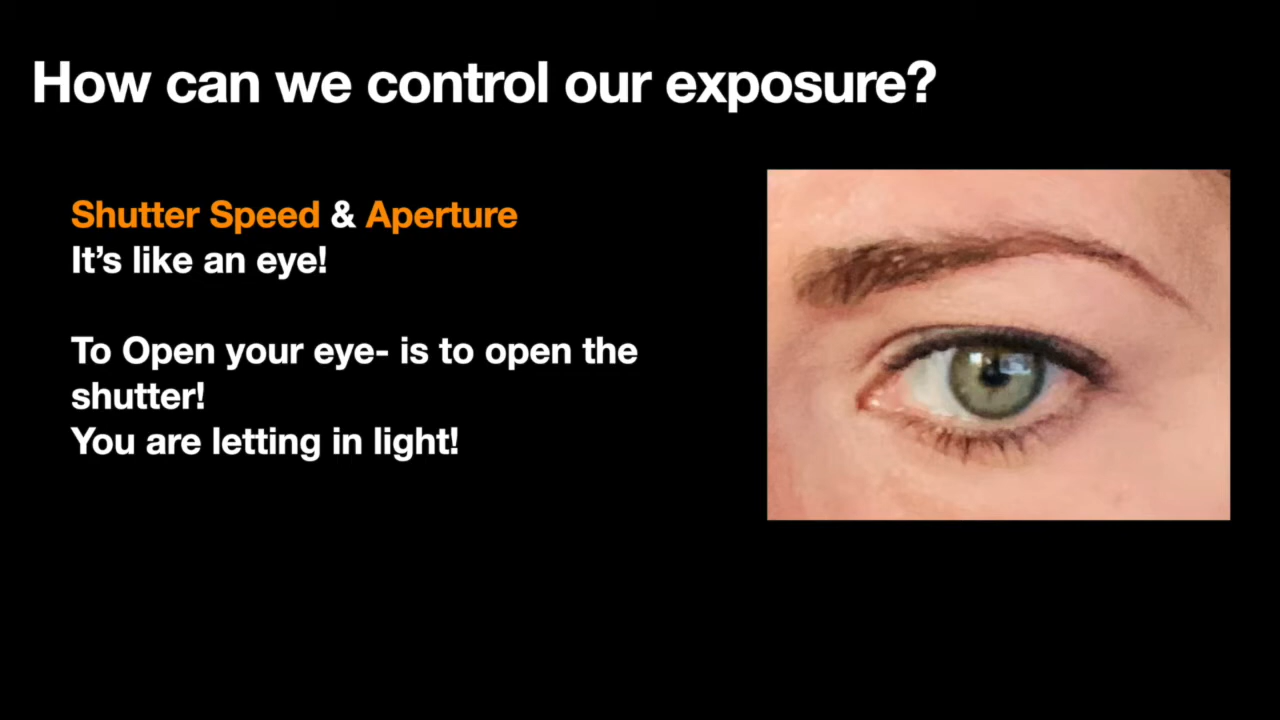 How can we control our exposure?
Shutter Speed & Aperture
It’s like an eye!
To Open your eye- is to open the
shutter!
You are letting in light!